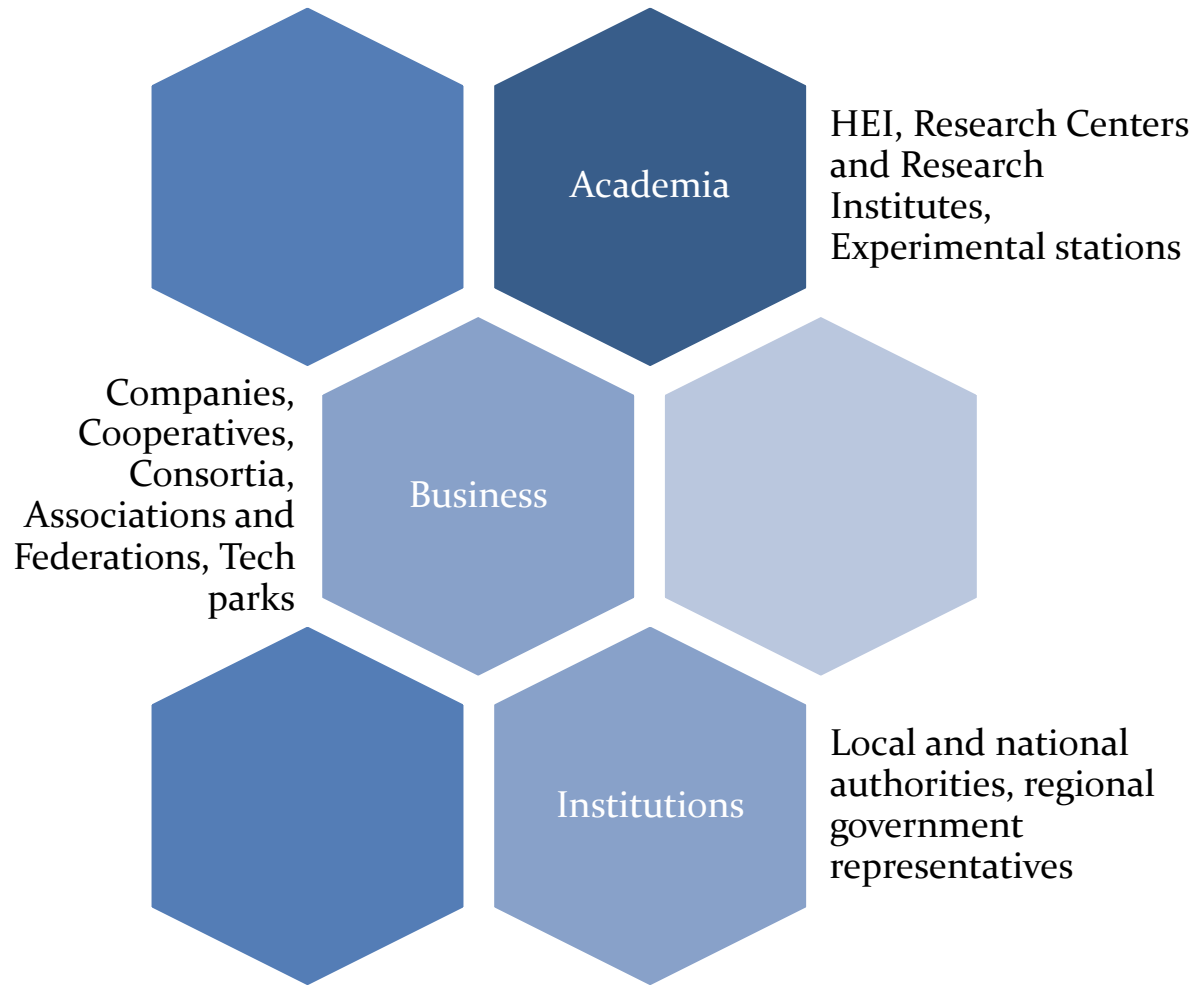 Academia
HEI, Research Centers
and Research
Institutes,
Experimental stations
Companies,
Cooperatives,
Consortia,
Associations and
Federations, Tech
parks
Business
Institutions
Local and national
authorities, regional
government
representatives